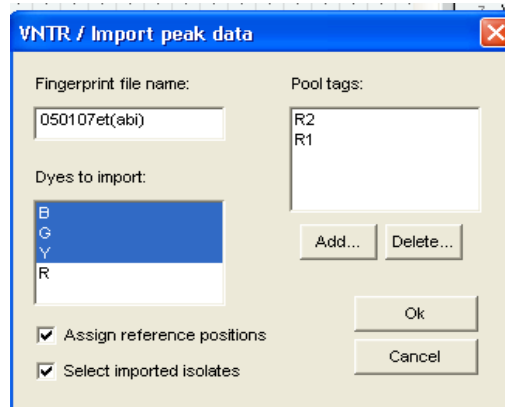 VNTR / Import peak data
Fingerprint file name:
050107et(abi)
Dyes to import:
B
G
Y
R
Assign reference positions
Select imported isolates
Pool tags:
R2
R1
Add...
Delete...
Ok
Cancel